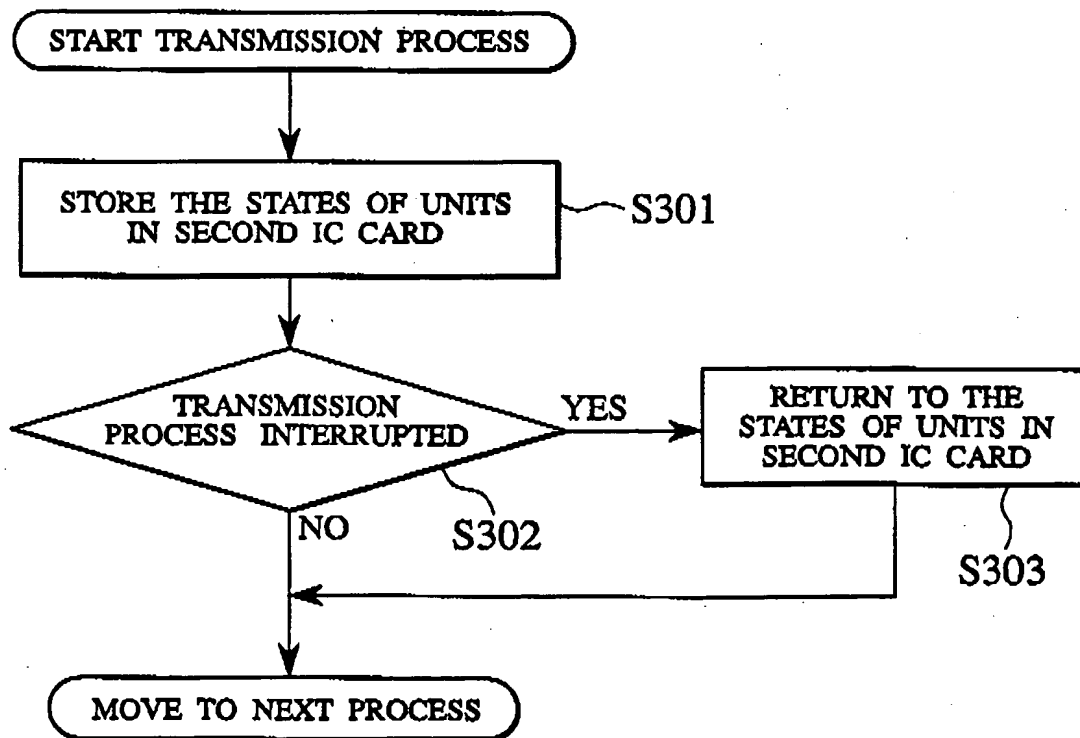 START TRANSMISSION PROCESS
STORE THE STATES OF UNITS
IN SECOND IC CARD
S301
TRANSMISSION
PROCESS INTERRUPTED
YES
RETURN TO THE
STATES OF UNITS IN
SECOND IC CARD
NO
S302
S303
MOVE TO NEXT PROCESS